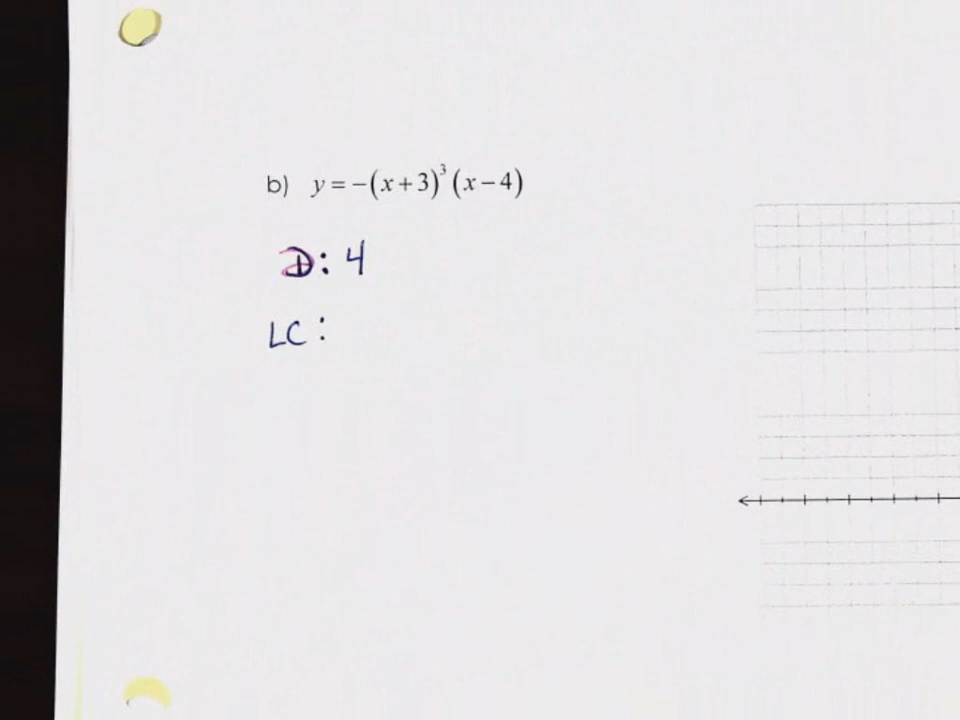 b) y = -(x+3)³(x-4)
D: 4
LC: